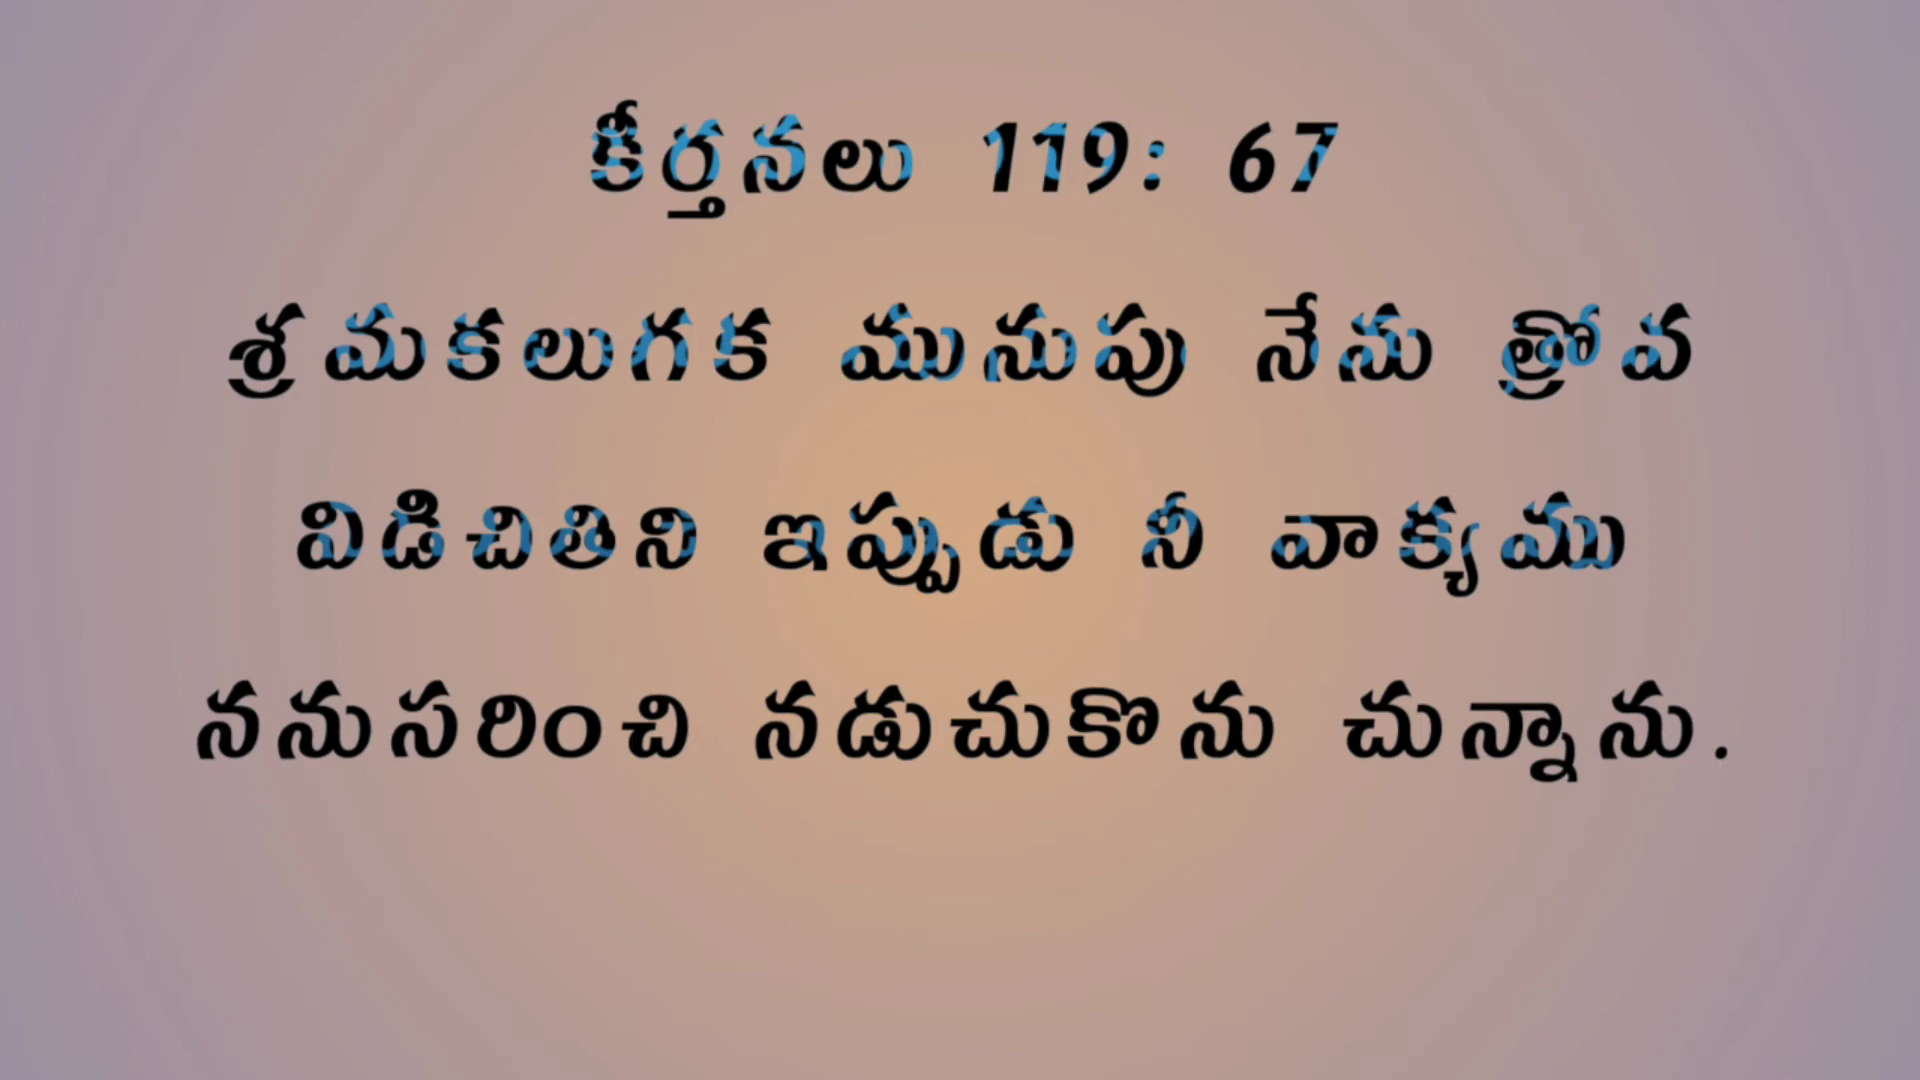 కీర్తనలు 119: 67
శ్రమకలుగక మునుపు నేను త్రోవ
విడిచితిని ఇప్పుడు నీ వాక్యము
ననుసరించి నడుచుకొను చున్నాను.